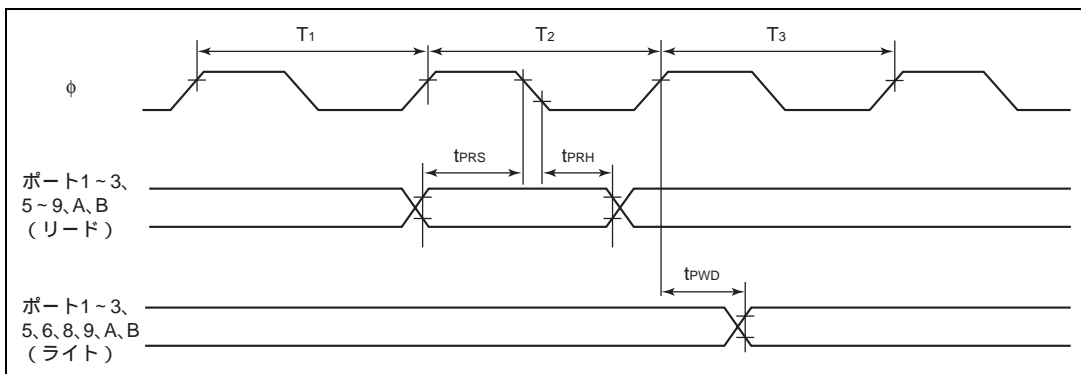 T1 T2 T3
φ
tPRS tPRH
ポート1~3、
5~9、A、B
(リード)
tPWD
ポート1~3、
5、6、8、9、A、B
(ライト)